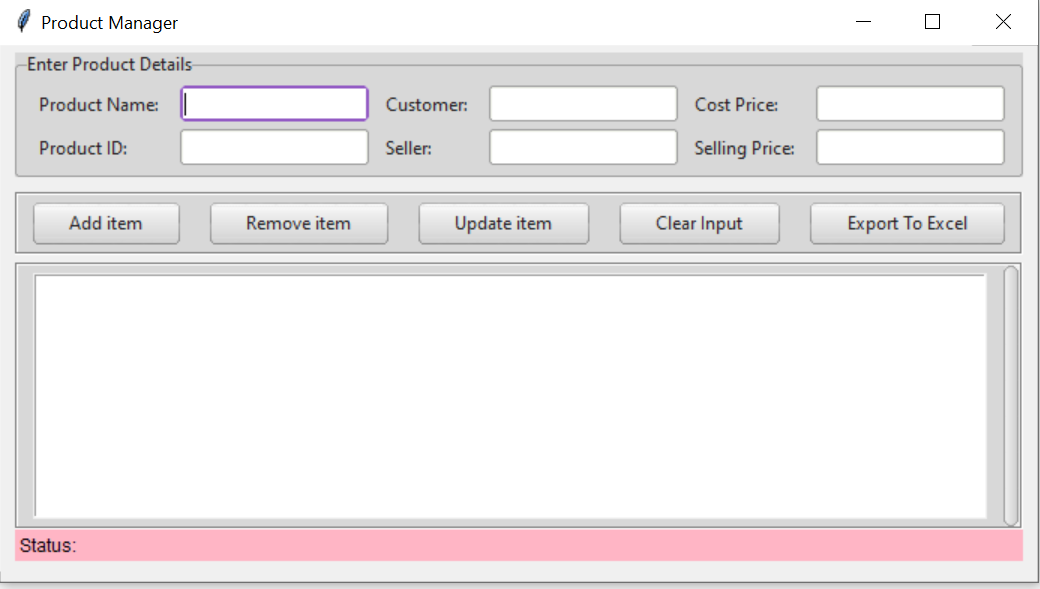 Product Manager
Enter Product Details
Product Name: Customer: Cost Price:
Product ID: Seller: Selling Price:
Add item Remove item Update item Clear Input Export To Excel
Status: